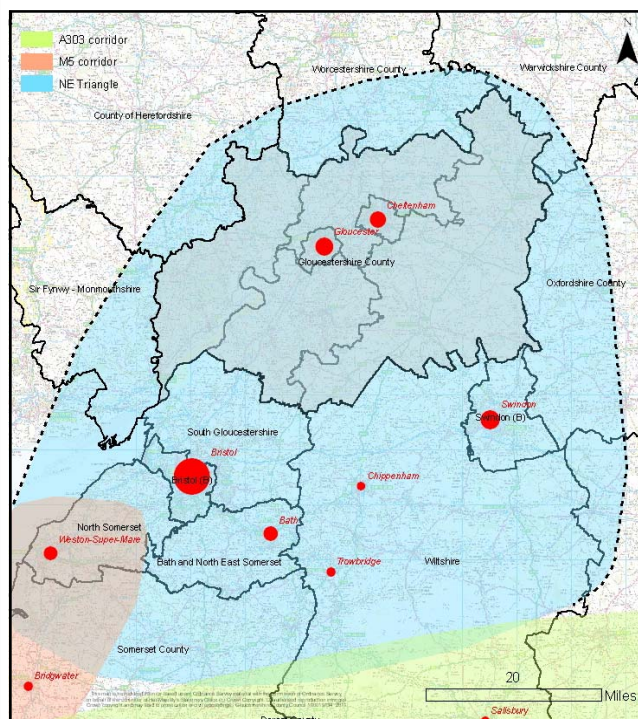 A303 corridor
M5 corridor
NE Triangle
N
Worcestershire County
Warwickshire County
County of Herefordshire
Cheltenham
Gloucester
Gloucestershire County
Sir Fynwy - Monmouthshire
Oxfordshire County
Swindon
Swindon (B)
South Gloucestershire
Bristol
Bristol (B)
Chippenham
North Somerset
Bath
Weston-Super-Mare
Bath and North East Somerset
Wiltshire
Trowbridge
Somerset County
20
Miles
Bridgwater
Salisbury